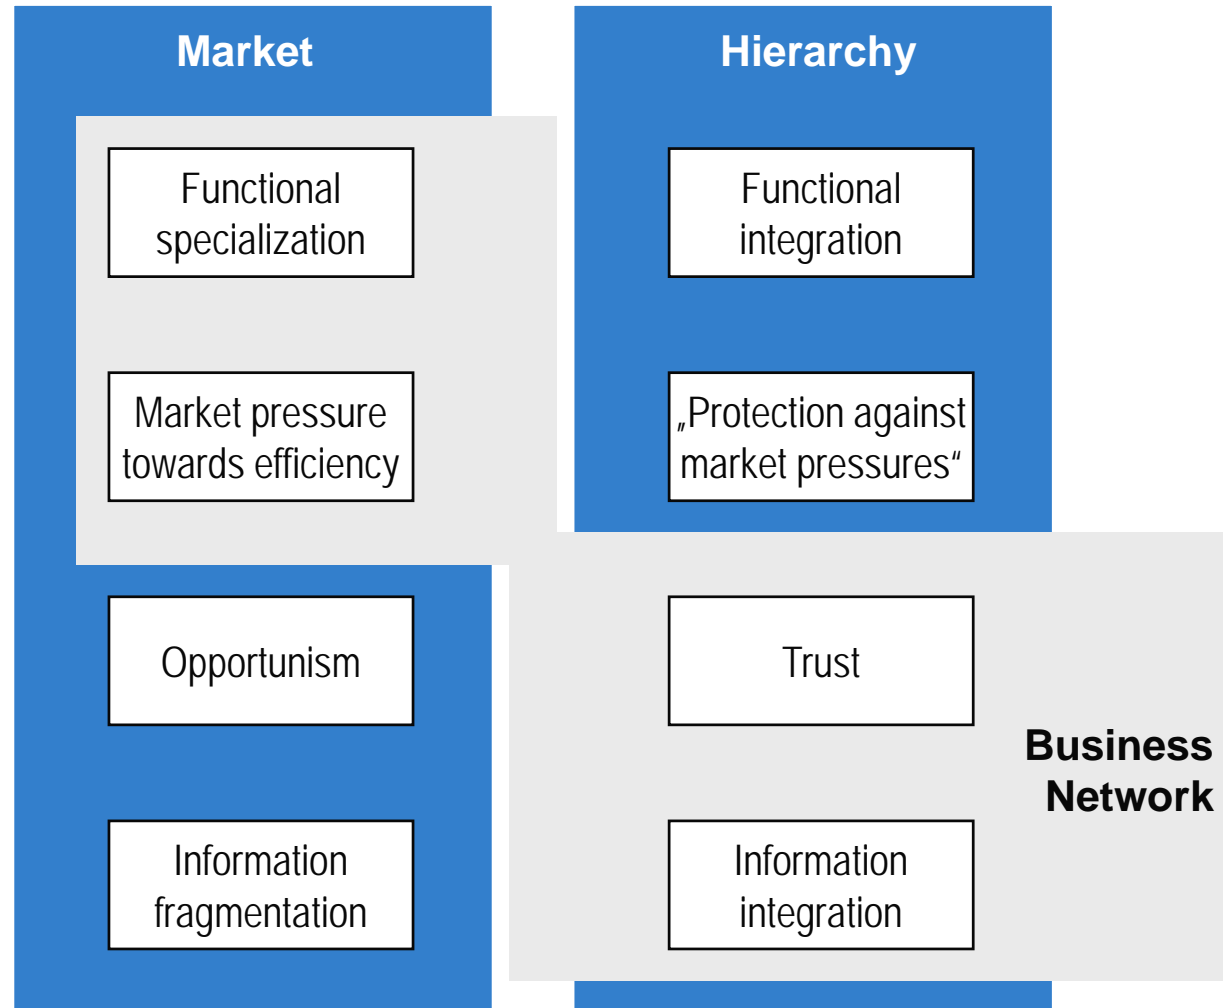 Market
Hierarchy
Functional
specialization
Functional
integration
Market pressure
towards efficiency
„Protection against
market pressures“
Opportunism
Trust
Business
Network
Information
fragmentation
Information
integration